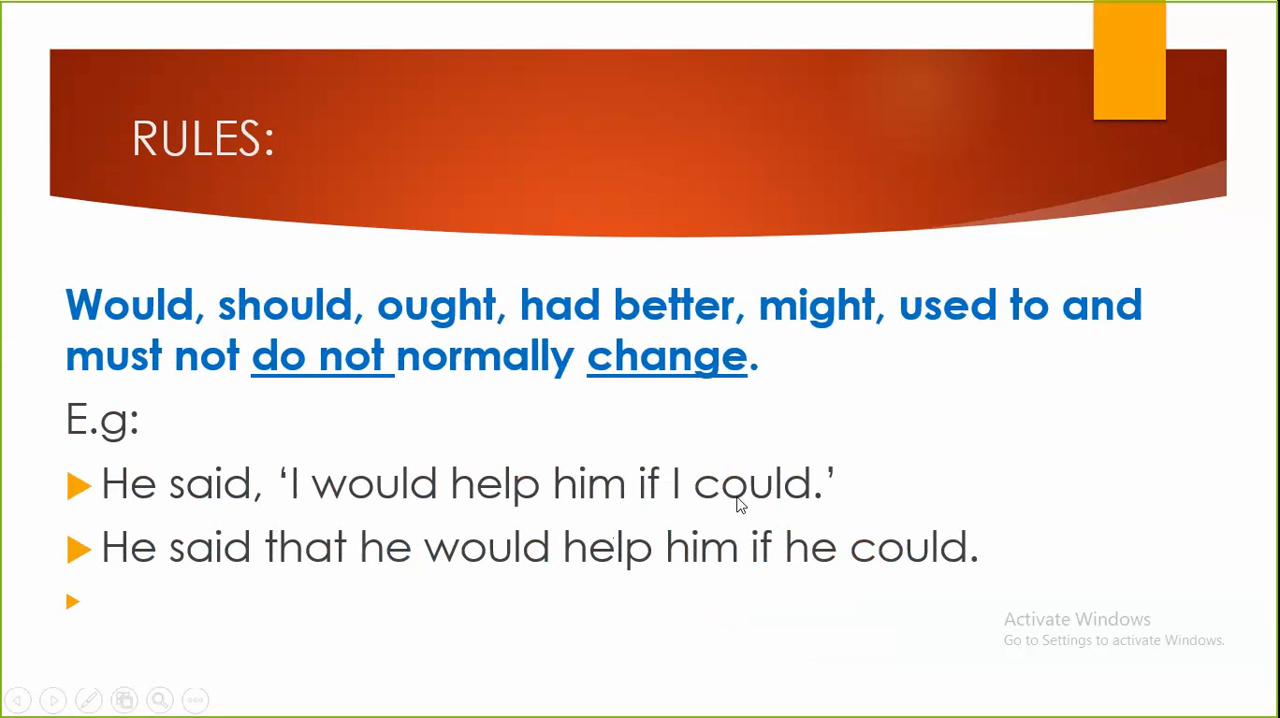 RULES:
Would, should, ought, had better, might, used to and
must not do not normally change.
E.g:
He said, ‘I would help him if I could.’
He said that he would help him if he could.
Activate Windows
Go to Settings to activate Windows.